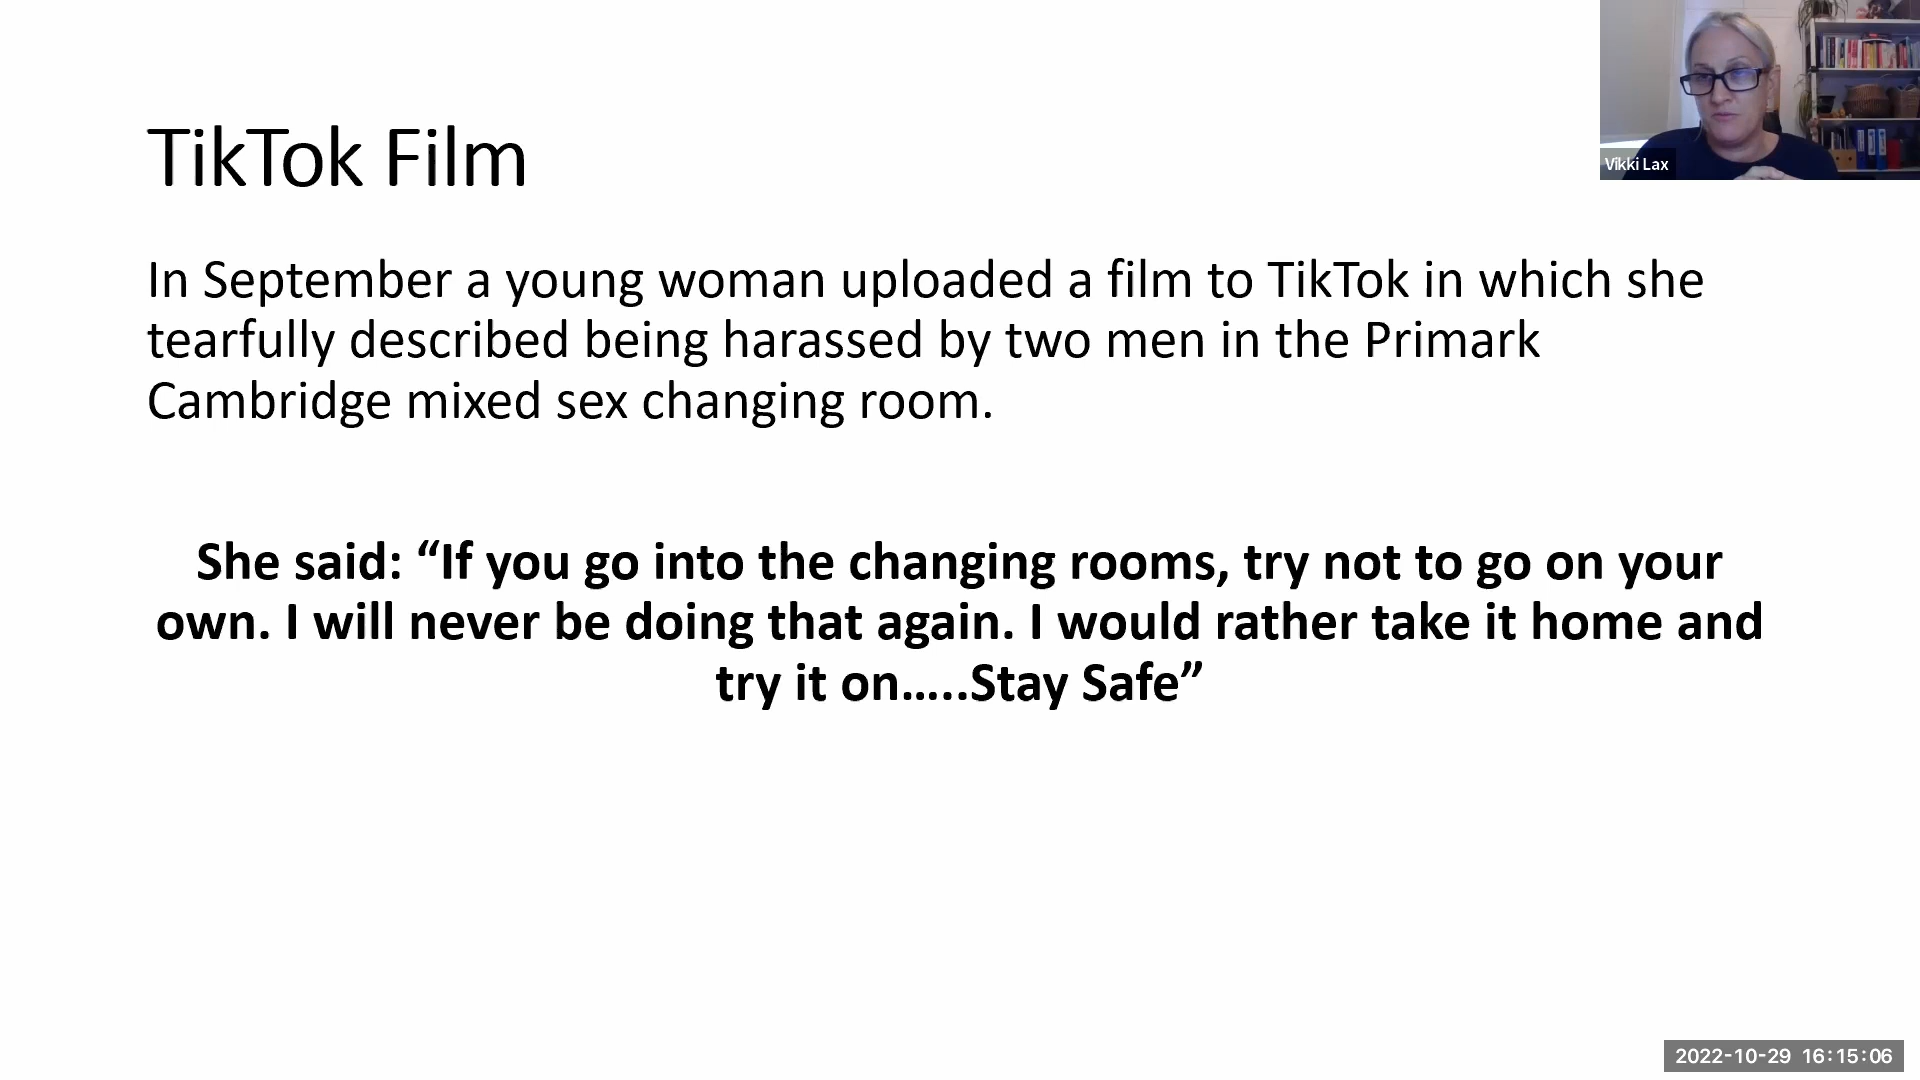 TikTok Film
Vikki Lax
In September a young woman uploaded a film to TikTok in which she
tearfully described being harassed by two men in the Primark
Cambridge mixed sex changing room.
She said: “If you go into the changing rooms, try not to go on your
own. I will never be doing that again. I would rather take it home and
try it on…..Stay Safe”
2022-10-29 16:15:06